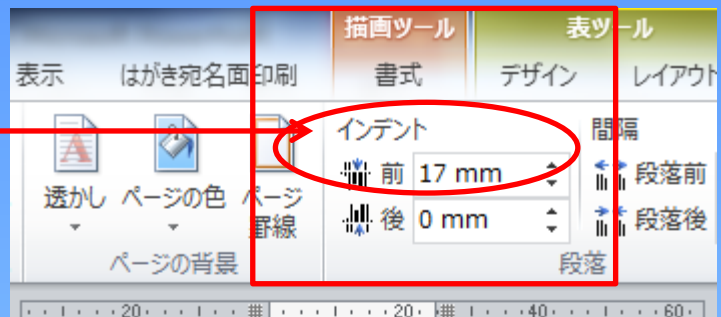 描画ツール 表ツール
表示 はがき宛名面印刷 書式 デザイン レイアウト
インデント 間隔
透かし ページの色 ページ罫線 前 17 mm 段落前
後 0 mm 段落後
ページの背景 段落
20 20 40 60